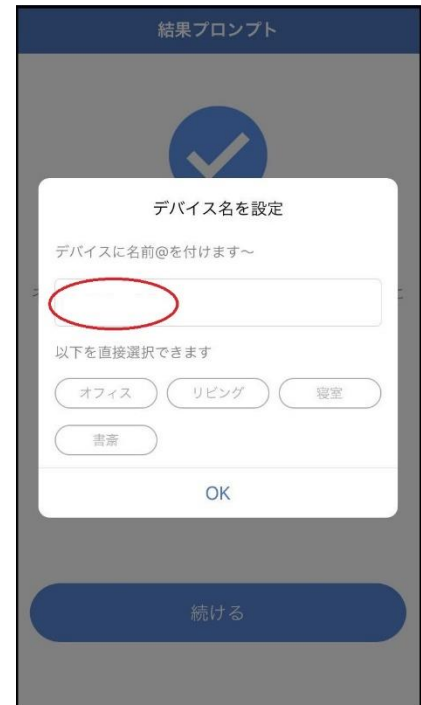 結果プロンプト
デバイス名を設定
デバイスに名前@を付けます〜
以下を直接選択できます
オフィス リビング 寝室
書斎
OK
続ける